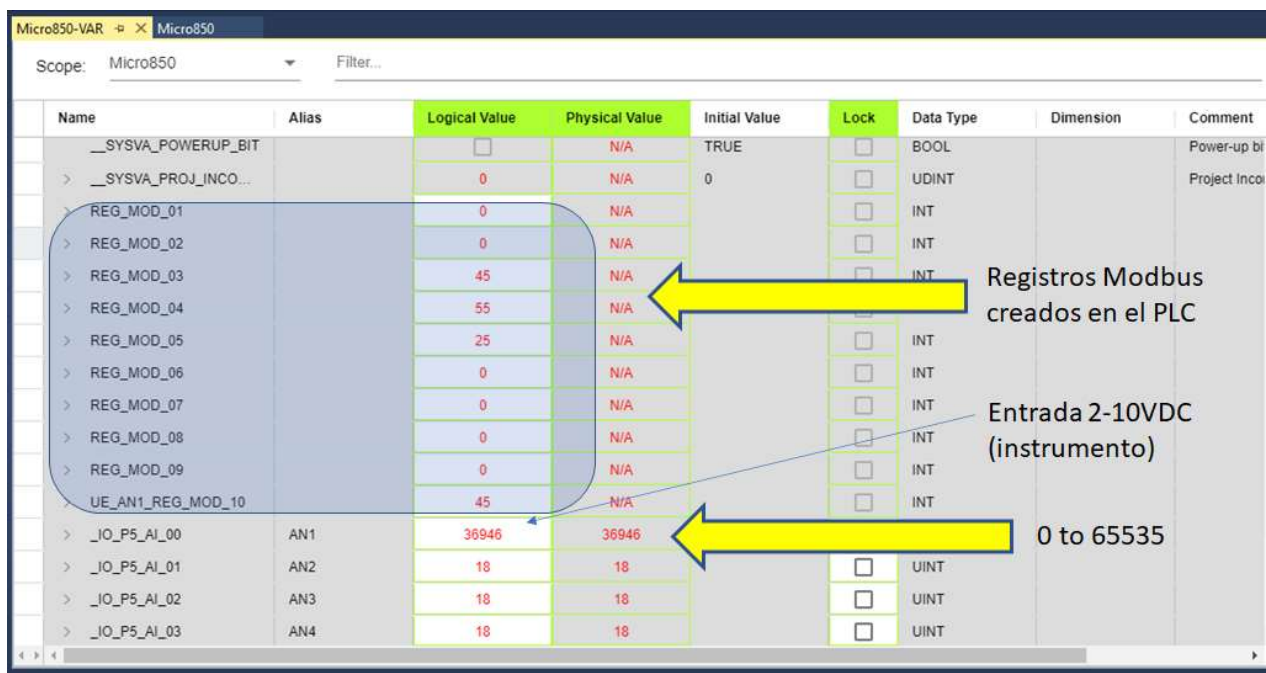 Micro850-VAR Micro850
Scope: Micro850 Filter...
Name Alias Logical Value Physical Value Initial Value Lock Data Type Dimension Comment
__SYSVA_POWERUP_BIT N/A TRUE BOOL Power-up bi
> __SYSVA_PROJ_INCO... 0 N/A 0 UDINT Project Inco
> REG_MOD_01 0 N/A INT
> REG_MOD_02 0 N/A INT
> REG_MOD_03 45 N/A INT
Registros Modbus
> REG_MOD_04 55 N/A
creados en el PLC
> REG_MOD_05 25 N/A INT
> REG_MOD_06 0 N/A INT
> REG_MOD_07 0 N/A INT
Entrada 2-10VDC
> REG_MOD_08 0 N/A INT
(instrumento)
> REG_MOD_09 0 N/A INT
> UE_AN1_REG_MOD_10 45 N/A INT
> _IO_P5_AI_00 AN1 36946 36946
0 to 65535
> _IO_P5_AI_01 AN2 18 18 UINT
> _IO_P5_AI_02 AN3 18 18 UINT
> _IO_P5_AI_03 AN4 18 18 UINT